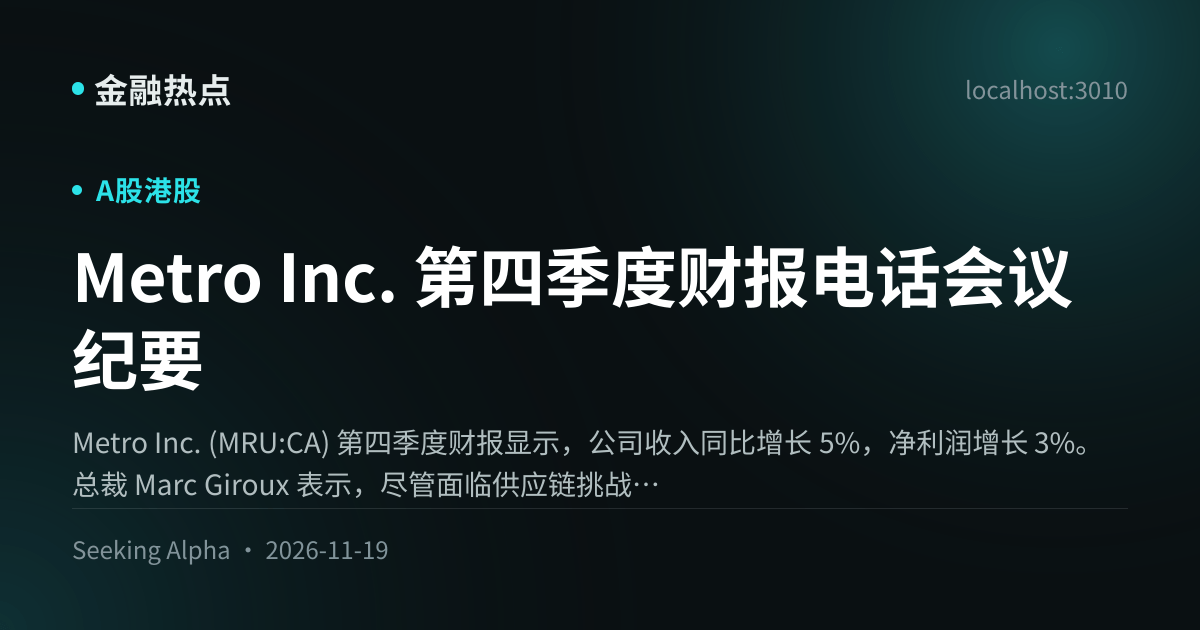 金融热点
localhost:3010
A股港股
Metro Inc. 第四季度财报电话会议
纪要
Metro Inc. (MRU:CA) 第四季度财报显示，公司收入同比增长 5%，净利润增长 3%。
总裁 Marc Giroux 表示，尽管面临供应链挑战…
Seeking Alpha · 2026-11-19